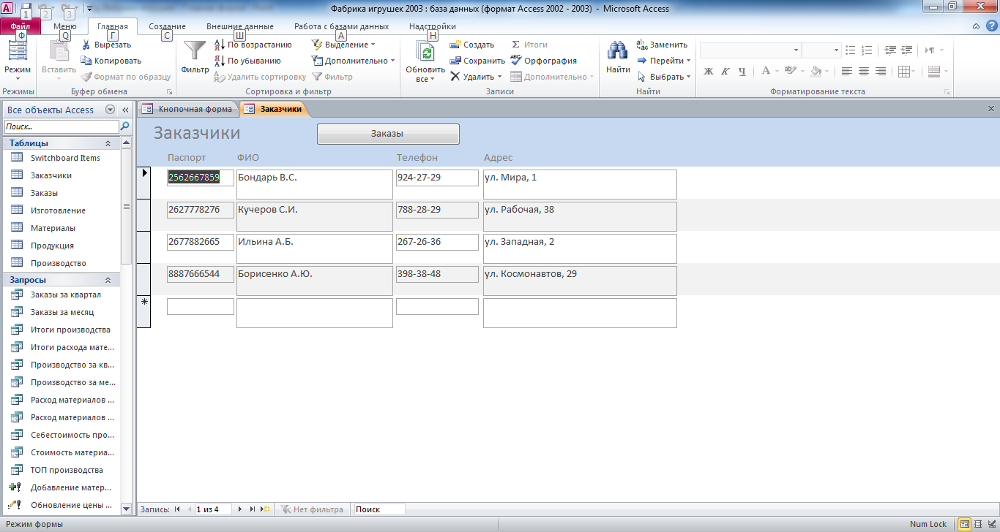 Фабрика игрушек 2003 : база данных (формат Access 2002 - 2003) - Microsoft Access
1 2 3
Файл Меню Главная Создание Внешние данные Работа с базами данных Надстройки
Ф Q Г С Ш А Н
Режим
Режимы
Вставить
Вырезать
Копировать
Формат по образцу
Буфер обмена
Фильтр
По возрастанию
По убыванию
Удалить сортировку
Выделение
Дополнительно
Фильтр
Сортировка и фильтр
Обновить
все
Создать
Сохранить
Удалить
Итоги
Орфография
Дополнительно
Записи
Найти
Заменить
Перейти
Выбрать
Найти
Ж К Ч
А
Форматирование текста
Все объекты Access
Поиск...
Таблицы
Switchboard Items
Заказчики
Заказы
Изготовление
Материалы
Продукция
Производство
Запросы
Заказы за квартал
Заказы за месяц
Итоги производства
Итоги расхода мате...
Производство за кв...
Производство за ме...
Расход материалов ...
Расход материалов ...
Себестоимость про...
Стоимость материа...
ТОП производства
Добавление матер...
Обновление цены ...
Кнопочная форма Заказчики
Заказчики Заказы
Паспорт ФИО Телефон Адрес
2562667859 Бондарь В.С. 924-27-29 ул. Мира, 1
2627778276 Кучеров С.И. 788-28-29 ул. Рабочая, 38
2677882665 Ильина А.Б. 267-26-36 ул. Западная, 2
8887666544 Борисенко А.Ю. 398-38-48 ул. Космонавтов, 29
Запись: 1 из 4 Нет фильтра Поиск
Режим формы Num Lock